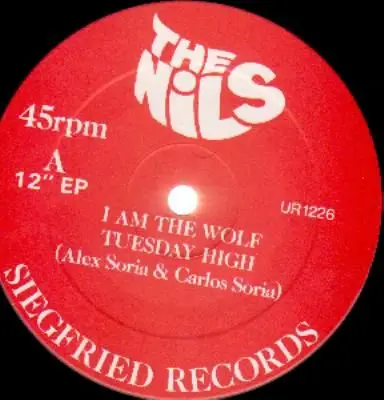 THE
NILS
45rpm
A
12" EP
UR1226
I AM THE WOLF
TUESDAY HIGH
(Alex Soria & Carlos Soria)
SIEGFRIED RECORDS